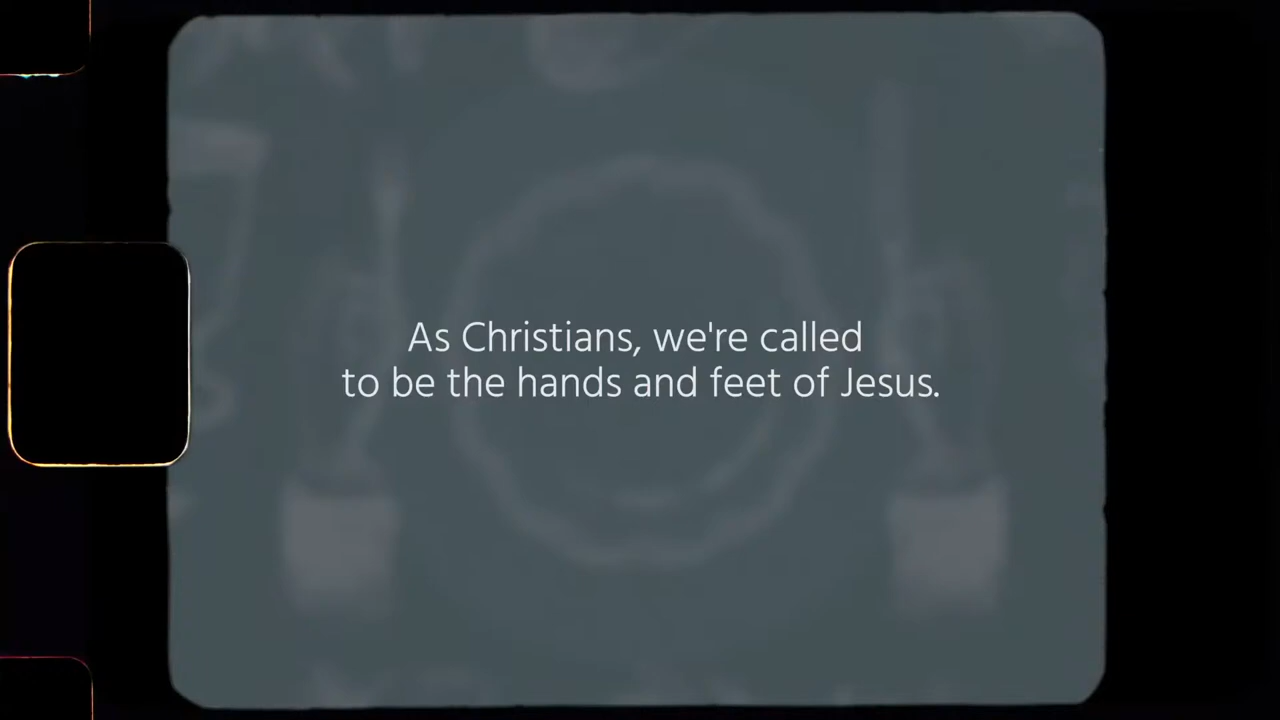 As Christians, we're called
to be the hands and feet of Jesus.